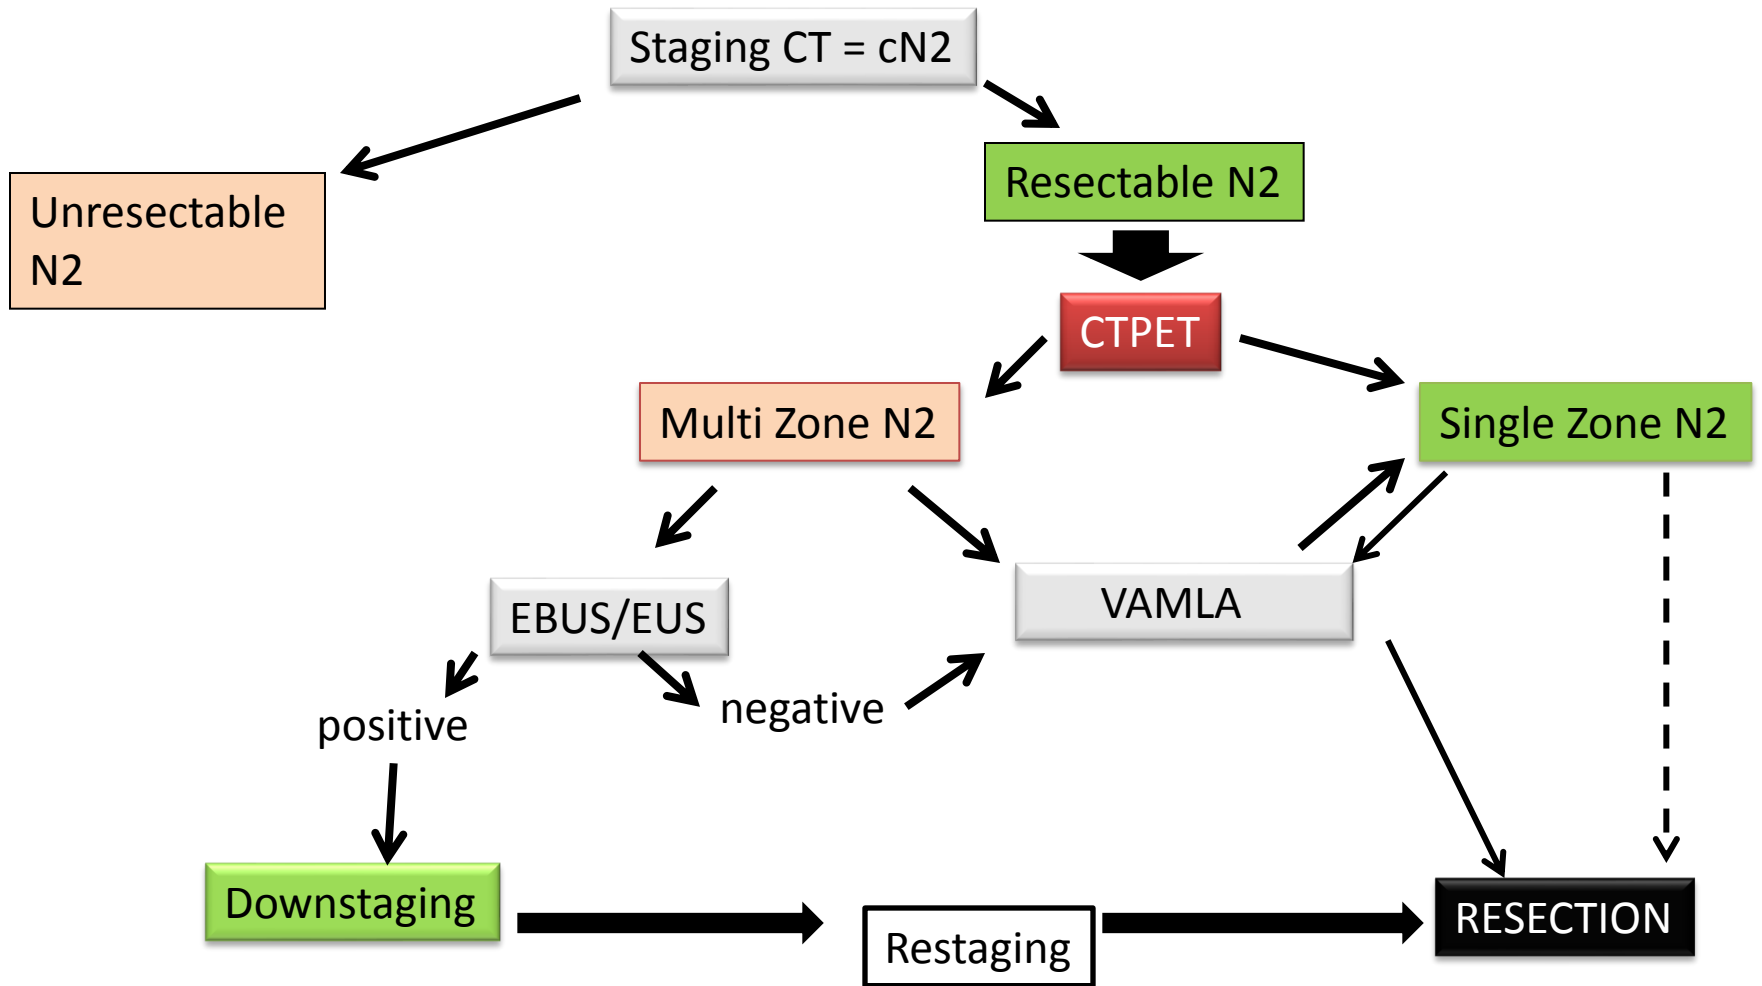 Staging CT = cN2
Resectable N2
Unresectable
N2
CTPET
Multi Zone N2
Single Zone N2
EBUS/EUS
VAMLA
positive
negative
Downstaging
Restaging
RESECTION